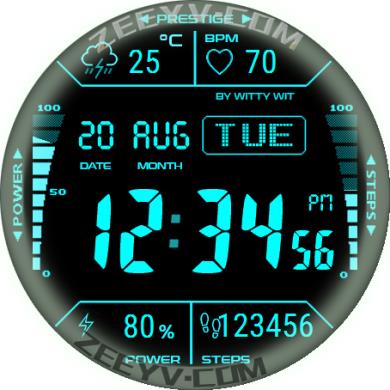 ZEEYV-COM
PRESTIGE
°C BPM
25 70
BY WITTY WIT
100 100
20 AUG TUE
DATE MONTH
POWER STEPS
50
12:34 PM
56
0 0
80% 123456
POWER STEPS
ZEEYV-COM